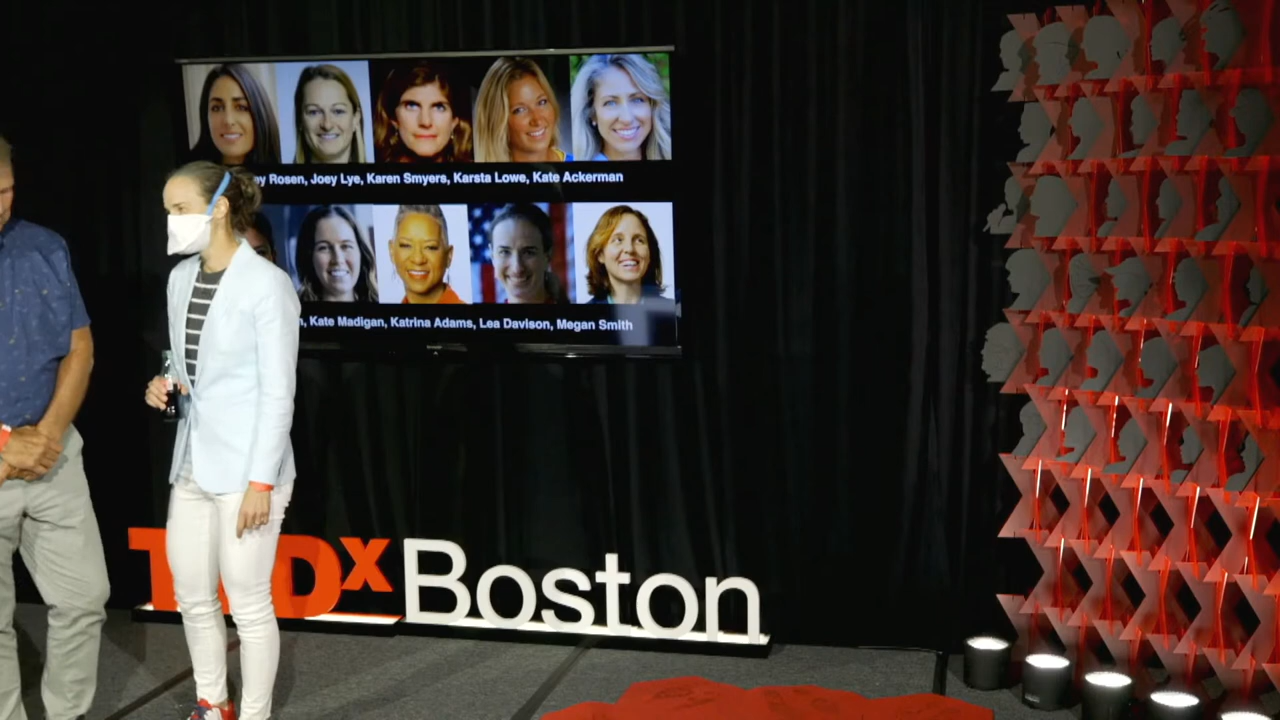 ey Rosen, Joey Lye, Karen Smyers, Karsta Lowe, Kate Ackerman
, Kate Madigan, Katrina Adams, Lea Davison, Megan Smith
TEDx Boston